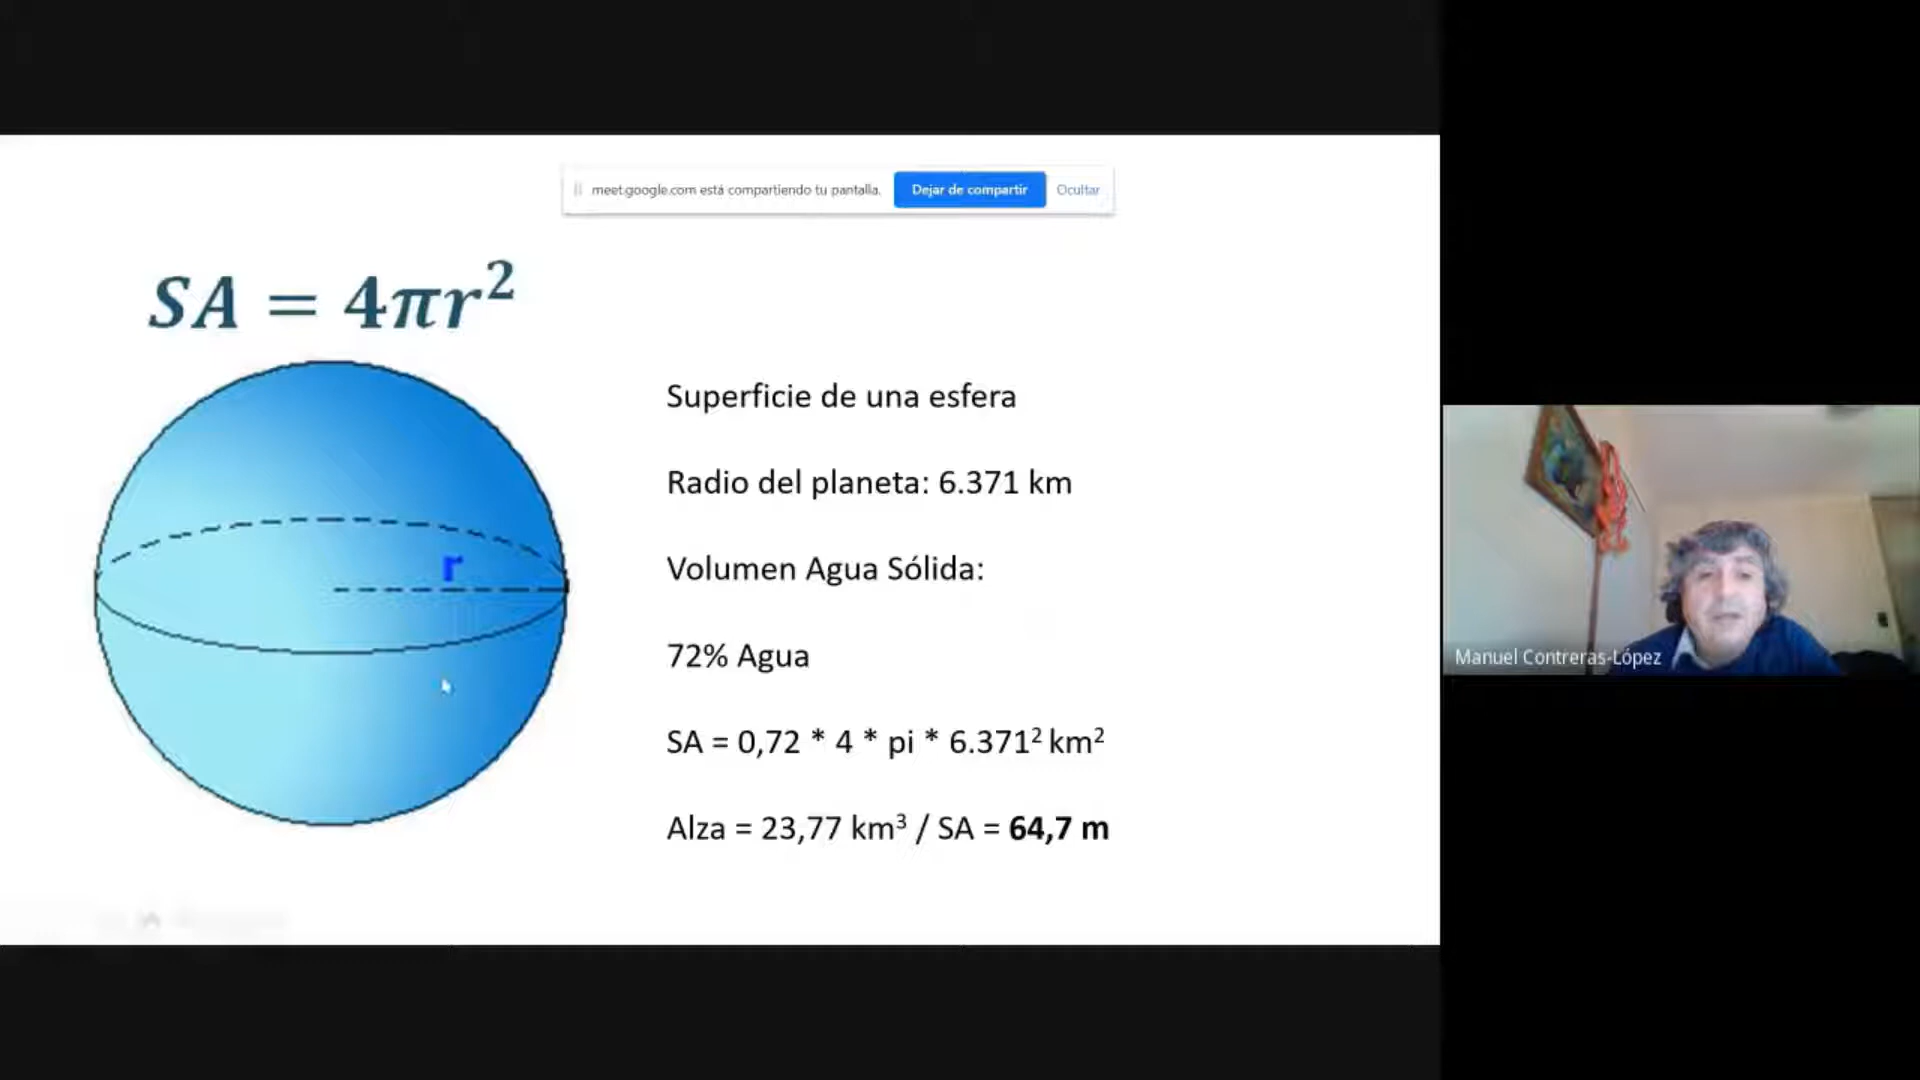 meet.google.com está compartiendo tu pantalla. Dejar de compartir Ocultar
SA = 4πr²
r
Superficie de una esfera
Radio del planeta: 6.371 km
Volumen Agua Sólida:
72% Agua
SA = 0,72 * 4 * pi * 6.371² km²
Alza = 23,77 km³ / SA = 64,7 m
Manuel Contreras-López